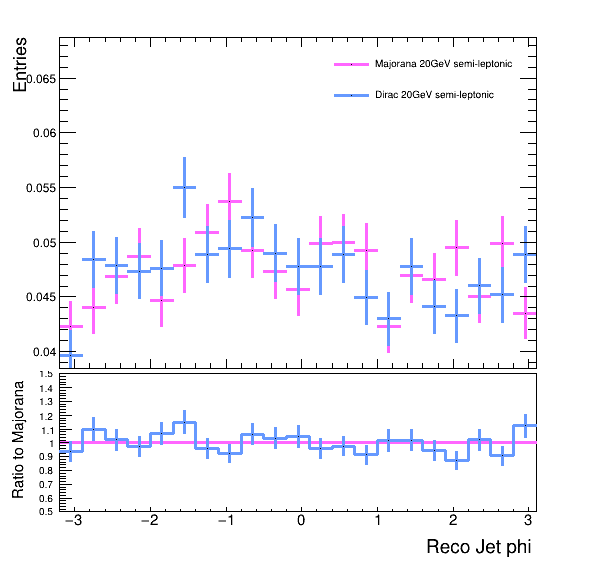 Entries
0.065
0.06
0.055
0.05
0.045
0.04
Majorana 20GeV semi-leptonic
Dirac 20GeV semi-leptonic
Ratio to Majorana
1.5
1.4
1.3
1.2
1.1
1
0.9
0.8
0.7
0.6
0.5
−3 −2 −1 0 1 2 3
Reco Jet phi